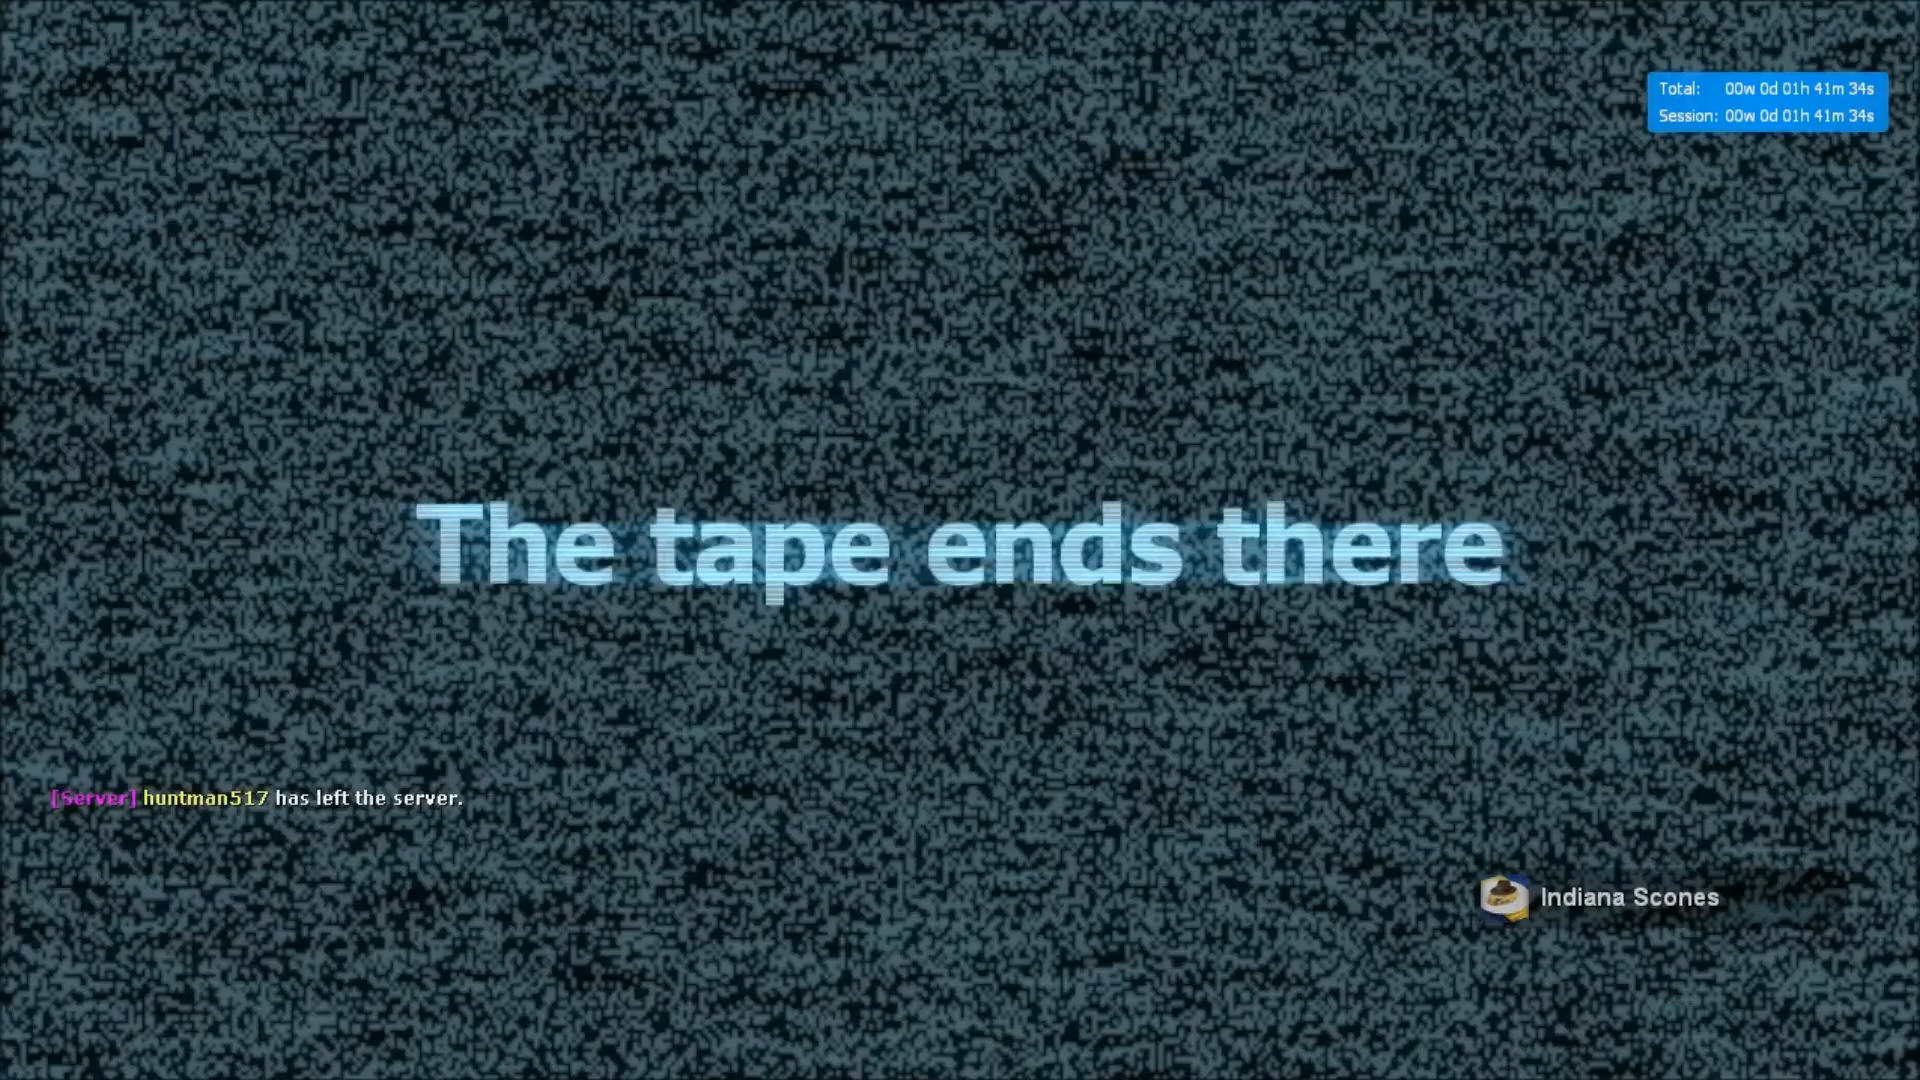 Total: 00w 0d 01h 41m 34s
Session: 00w 0d 01h 41m 34s
The tape ends there
[Server] huntman517 has left the server.
Indiana Scones